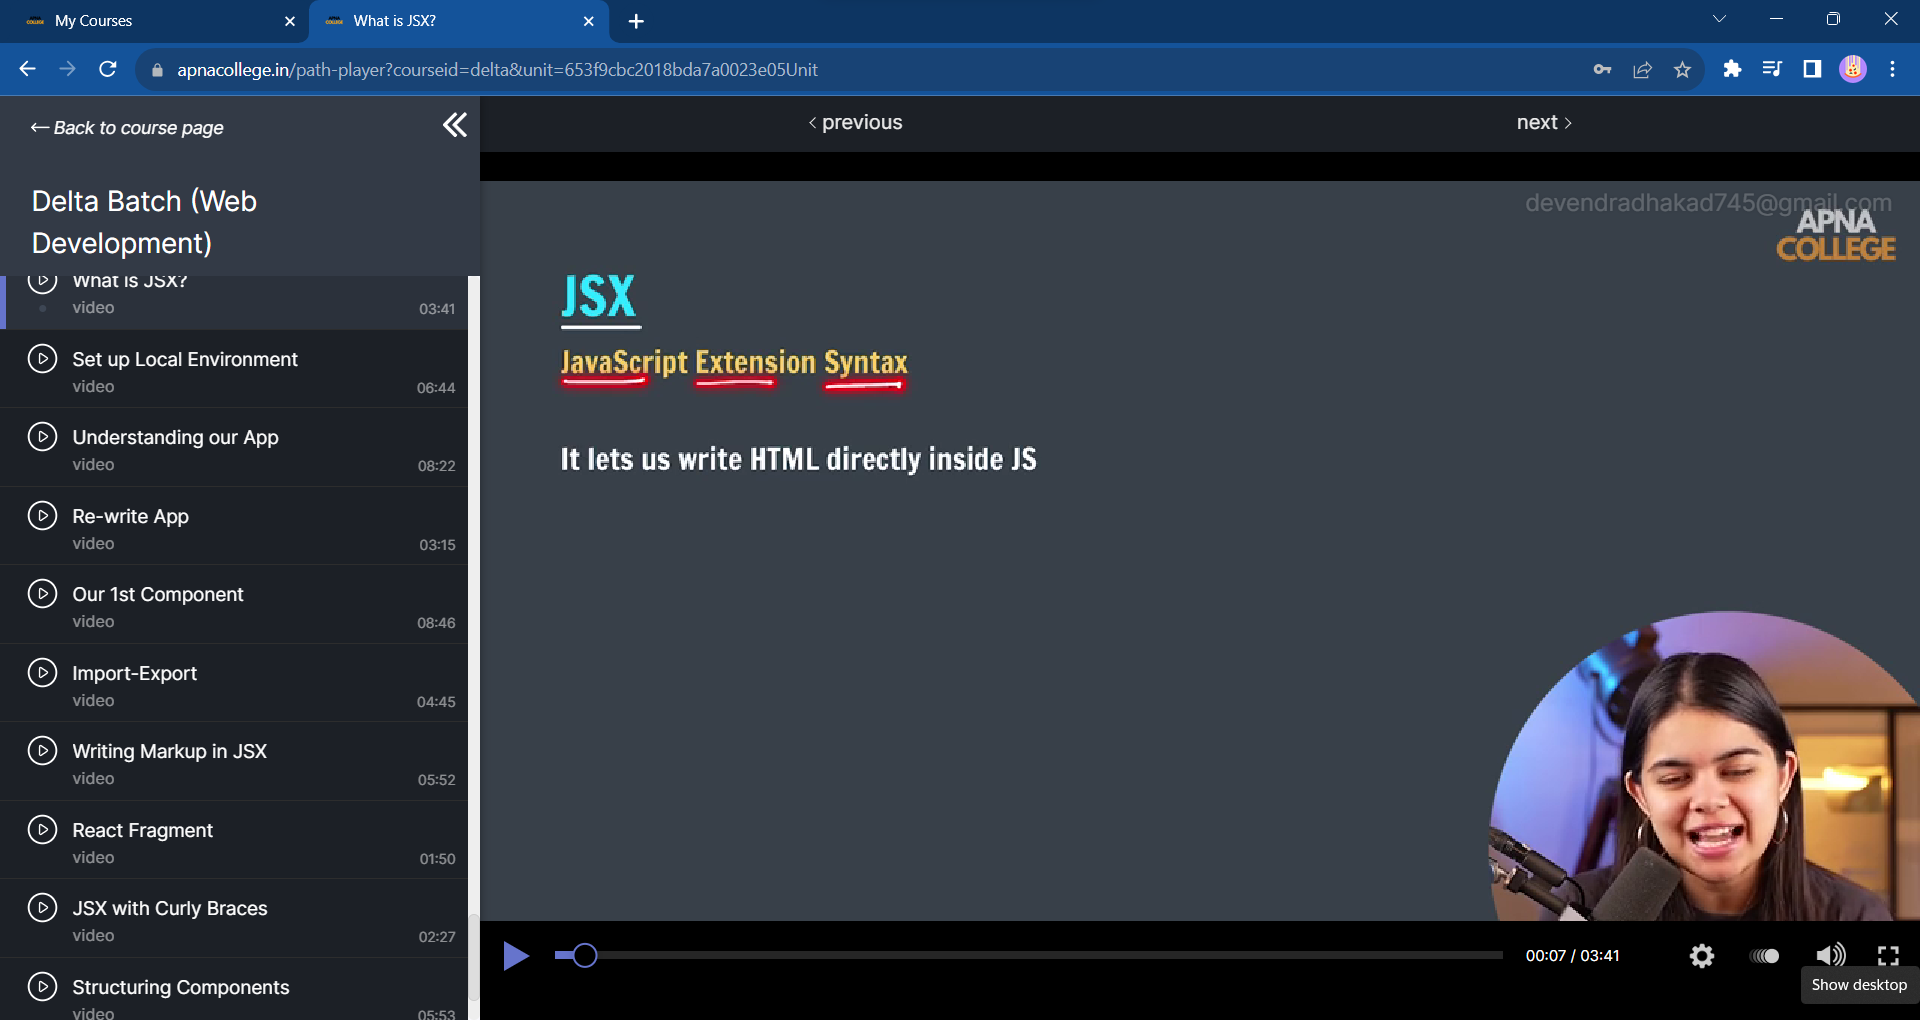 My Courses
What is JSX?
apnacollege.in/path-player?courseid=delta&unit=653f9cbc2018bda7a0023e05Unit
← Back to course page
< previous
next >
Delta Batch (Web
Development)
What is JSX?
video
03:41
Set up Local Environment
video
06:44
Understanding our App
video
08:22
Re-write App
video
03:15
Our 1st Component
video
08:46
Import-Export
video
04:45
Writing Markup in JSX
video
05:52
React Fragment
video
01:50
JSX with Curly Braces
video
02:27
Structuring Components
video
05:53
devendradhakad745@gmail.com
APNA
COLLEGE
JSX
JavaScript Extension Syntax
It lets us write HTML directly inside JS
00:07 / 03:41
Show desktop